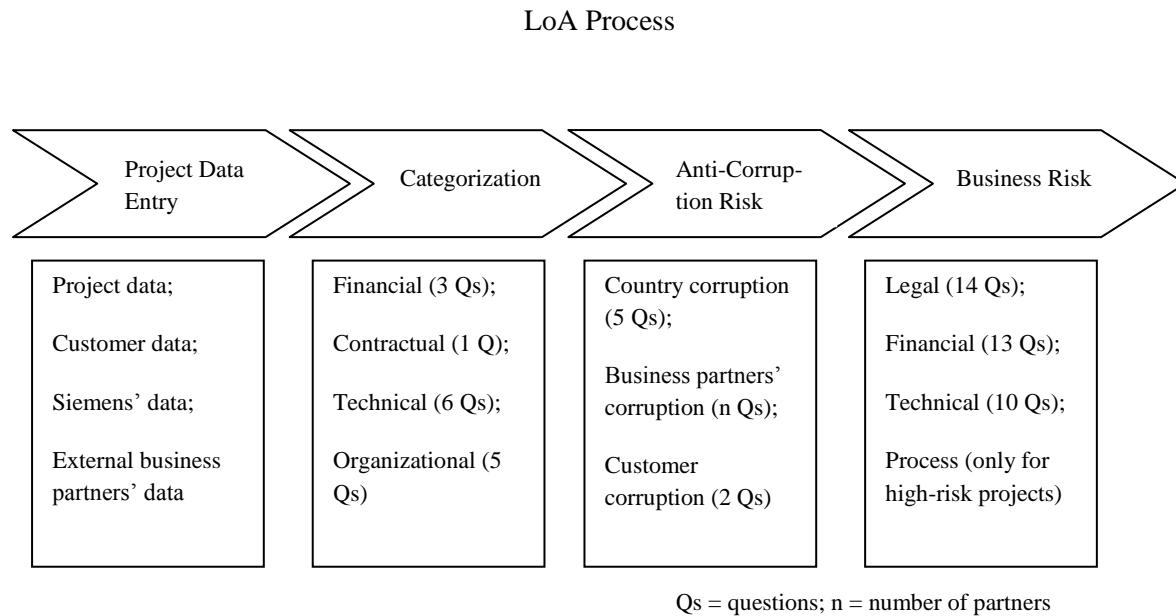 LoA Process
Project Data
Entry
Categorization
Anti-Corrup-
tion Risk
Business Risk
Project data;
Customer data;
Siemens’ data;
External business
partners’ data
Financial (3 Qs);
Contractual (1 Q);
Technical (6 Qs);
Organizational (5
Qs)
Country corruption
(5 Qs);
Business partners’
corruption (n Qs);
Customer
corruption (2 Qs)
Legal (14 Qs);
Financial (13 Qs);
Technical (10 Qs);
Process (only for
high-risk projects)
Qs = questions; n = number of partners